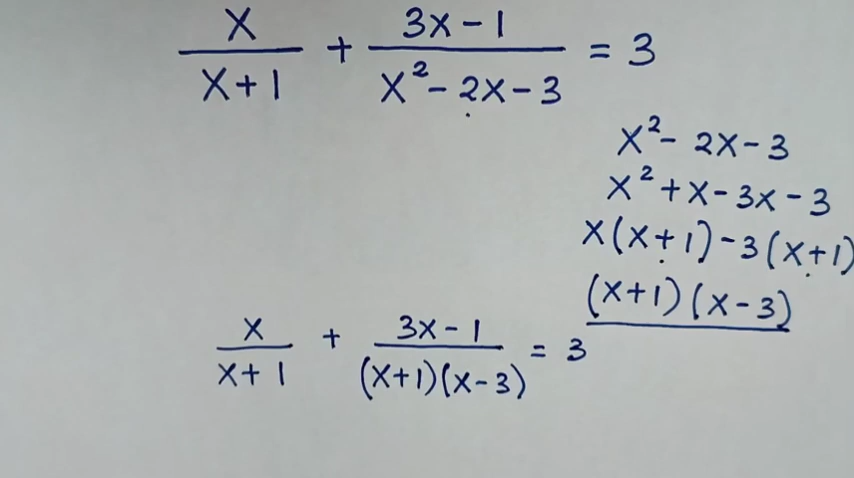 x/(x+1) + (3x-1)/(x²-2x-3) = 3
x²-2x-3
x²+x-3x-3
x(x+1)-3(x+1)
(x+1)(x-3)
x/(x+1) + (3x-1)/((x+1)(x-3)) = 3